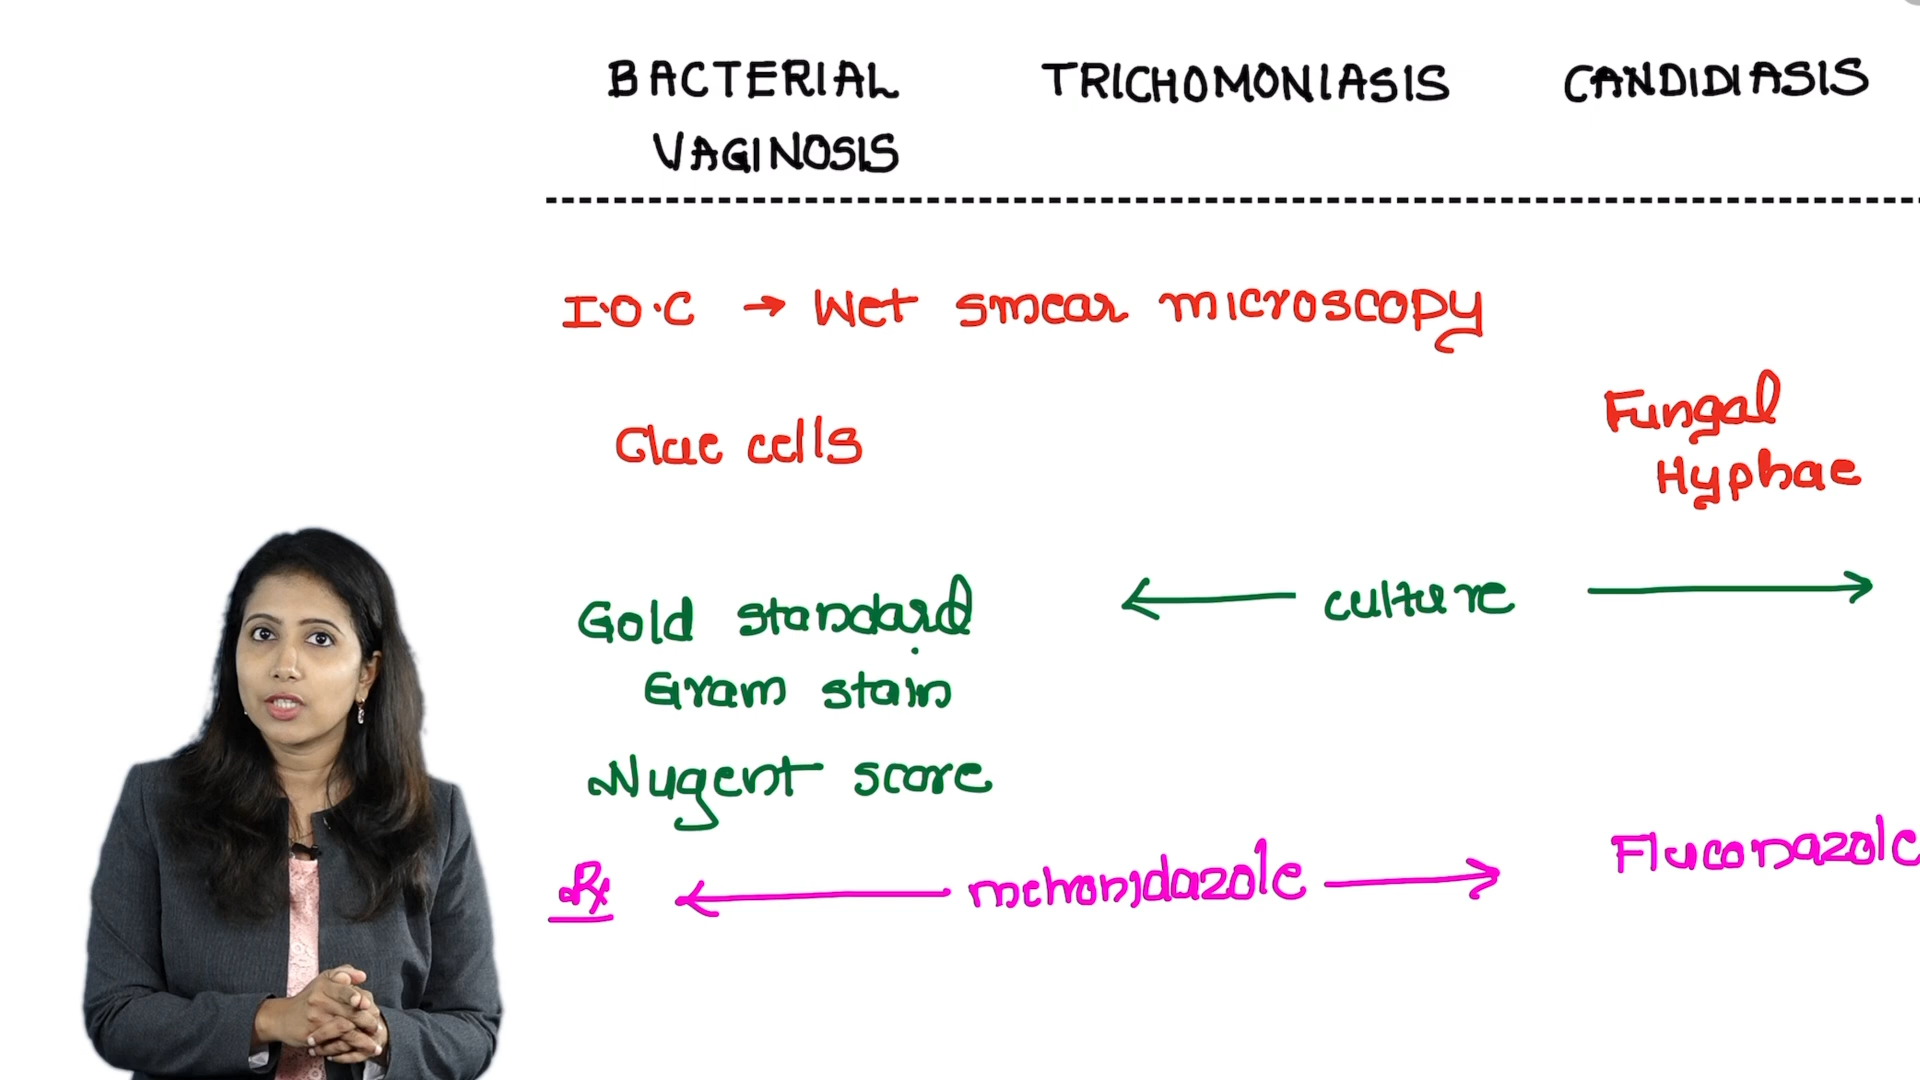 BACTERIAL TRICHOMONIASIS CANDIDIASIS
VAGINOSIS
I.O.C → Wet smear microscopy
Clue cells
Fungal
Hyphae
Gold standard ← culture →
Gram stain
Nugent score
Rx ← metronidazole → Fluconazole